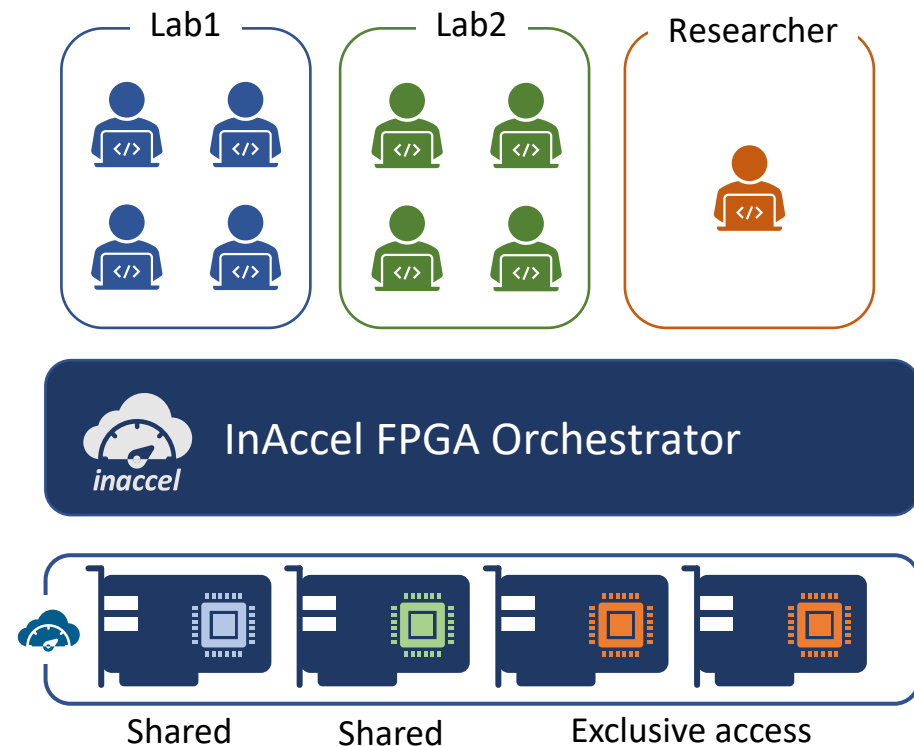 Lab1
Lab2
Researcher
</>
</>
</>
</>
</>
</>
</>
</>
</>
InAccel FPGA Orchestrator
inaccel
Shared
Shared
Exclusive access